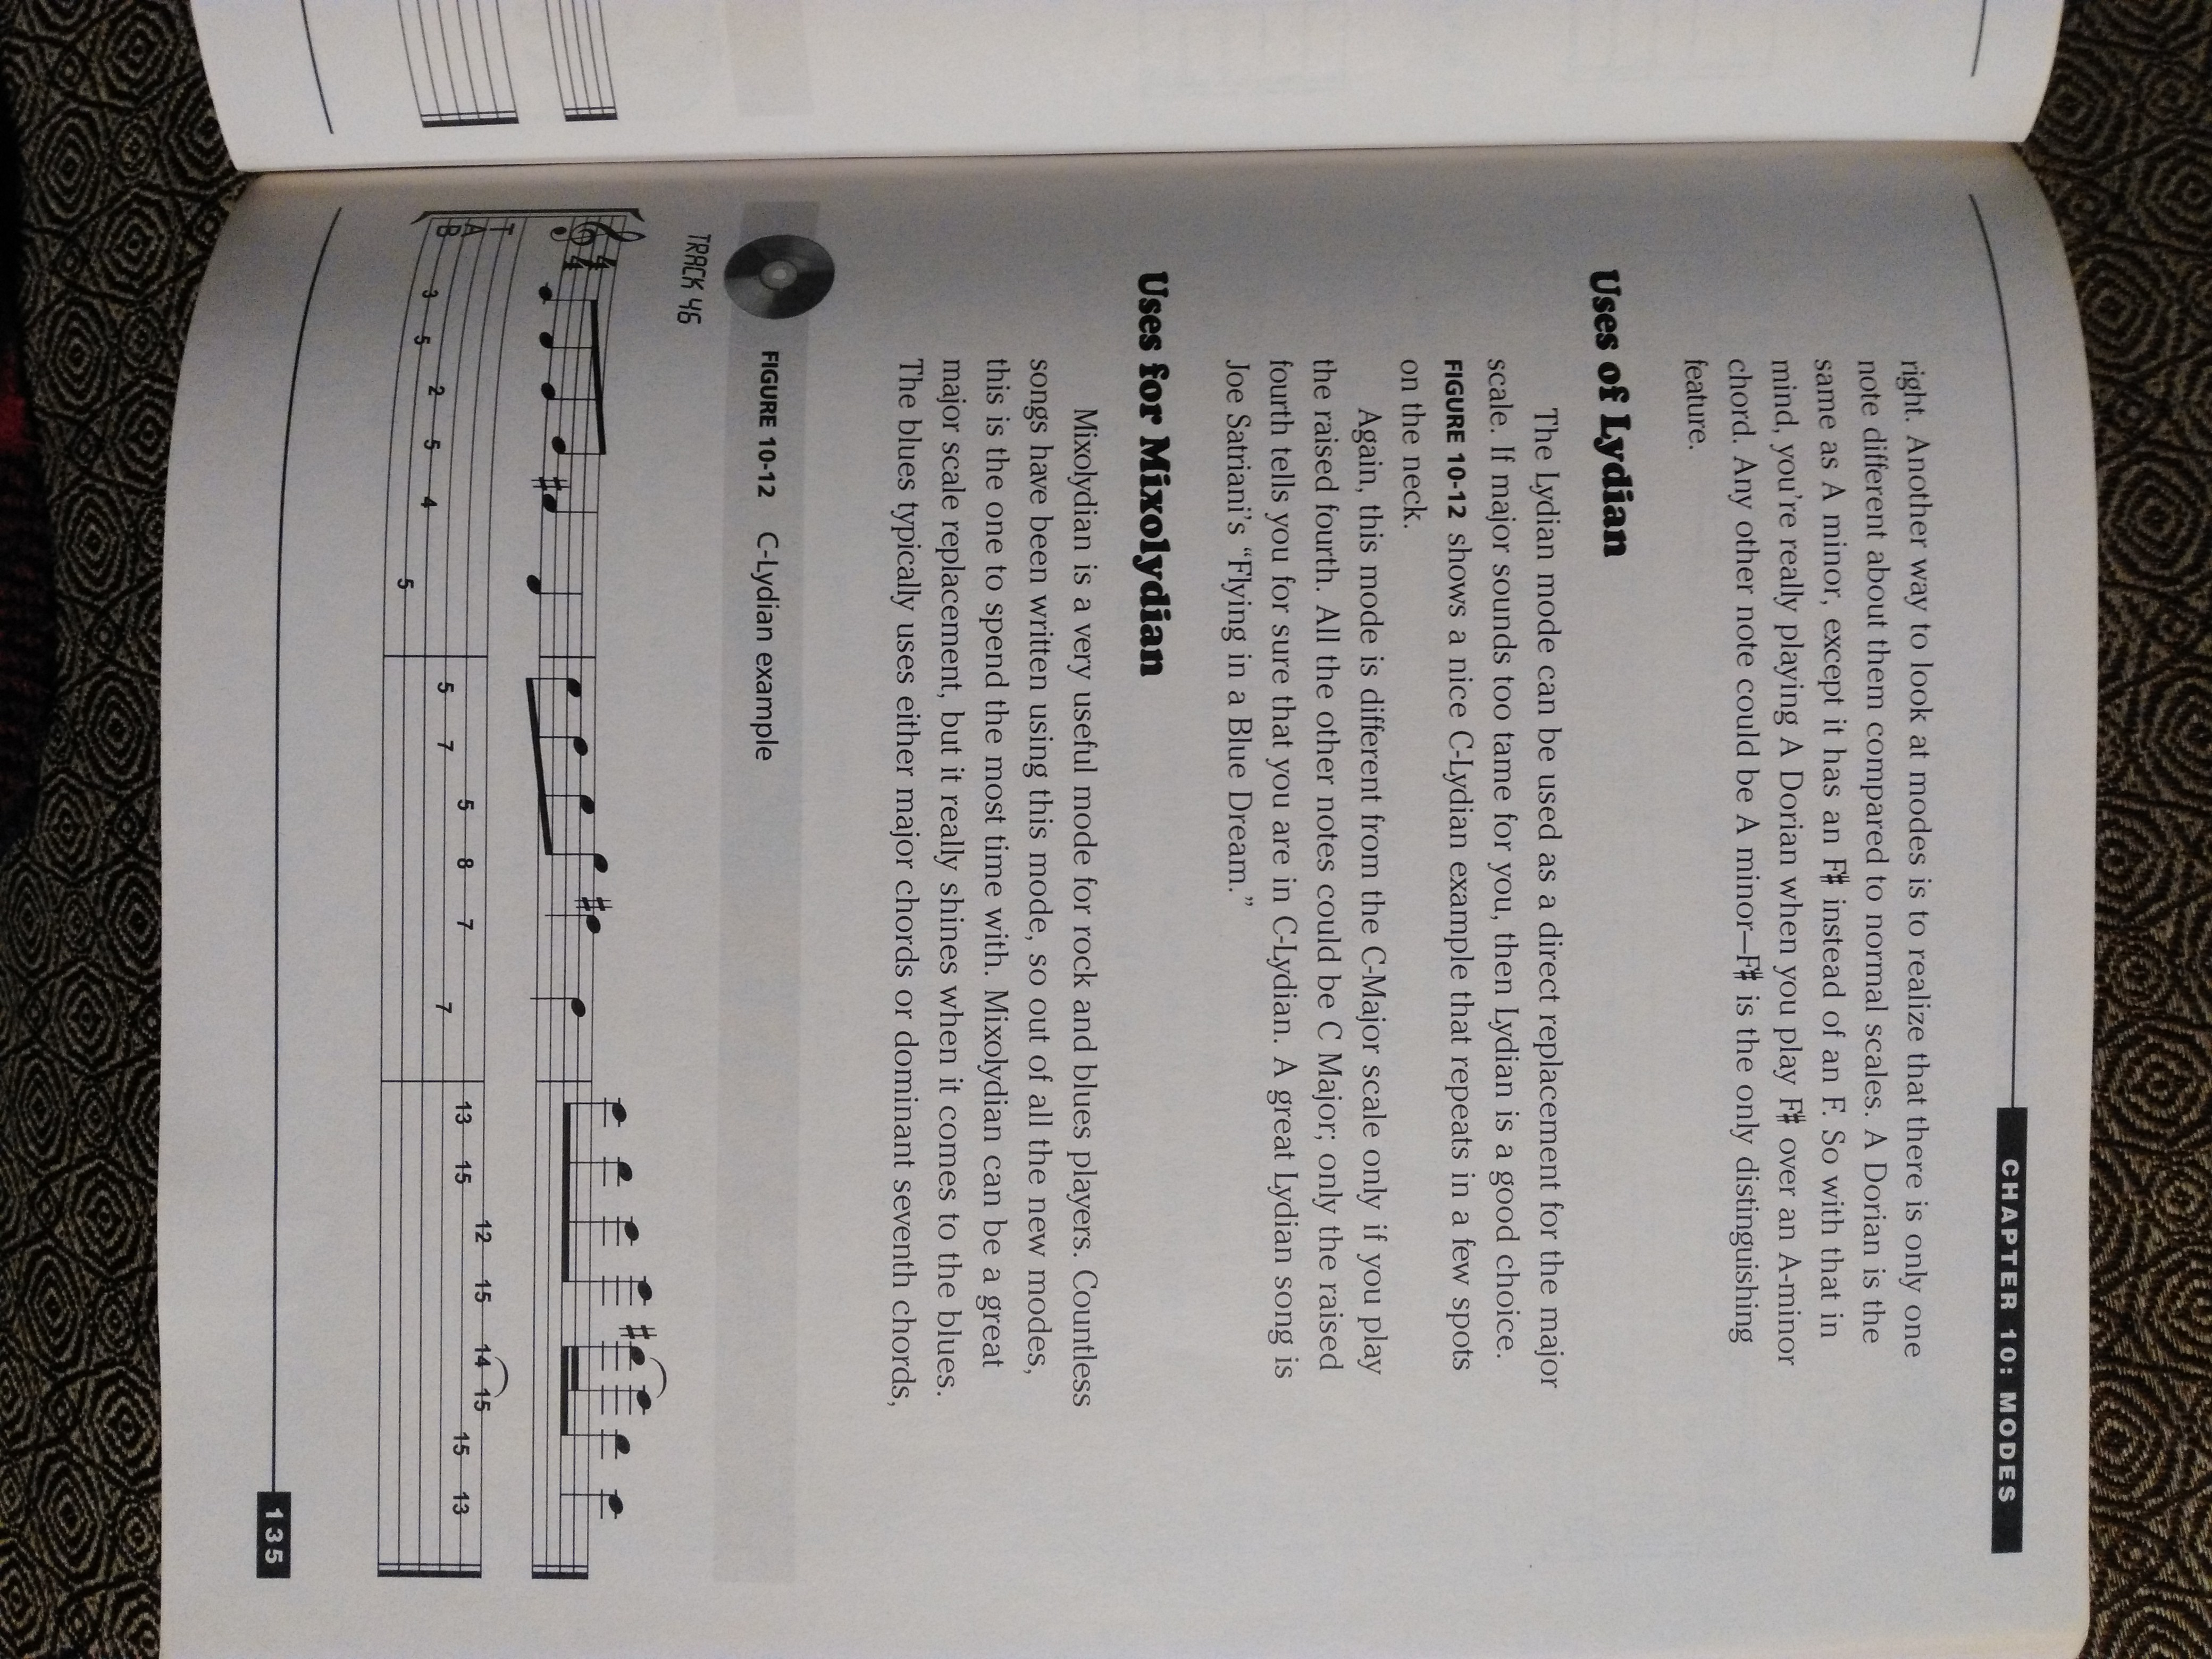 CHAPTER 10: MODES
right. Another way to look at modes is to realize that there is only one
note different about them compared to normal scales. A Dorian is the
same as A minor, except it has an F# instead of an F. So with that in
mind, you're really playing A Dorian when you play F# over an A-minor
chord. Any other note could be A minor—F# is the only distinguishing
feature.
Uses of Lydian
The Lydian mode can be used as a direct replacement for the major
scale. If major sounds too tame for you, then Lydian is a good choice.
FIGURE 10-12 shows a nice C-Lydian example that repeats in a few spots
on the neck.
Again, this mode is different from the C-Major scale only if you play
the raised fourth. All the other notes could be C Major; only the raised
fourth tells you for sure that you are in C-Lydian. A great Lydian song is
Joe Satriani's “Flying in a Blue Dream.”
Uses for Mixolydian
Mixolydian is a very useful mode for rock and blues players. Countless
songs have been written using this mode, so out of all the new modes,
this is the one to spend the most time with. Mixolydian can be a great
major scale replacement, but it really shines when it comes to the blues.
The blues typically uses either major chords or dominant seventh chords,
FIGURE 10-12 C-Lydian example
TRACK 46
4
4
T
A
B
12 15 14 15
5 8 7 13 15 15 13
5 7 7
2 5
3 5 4
5
135